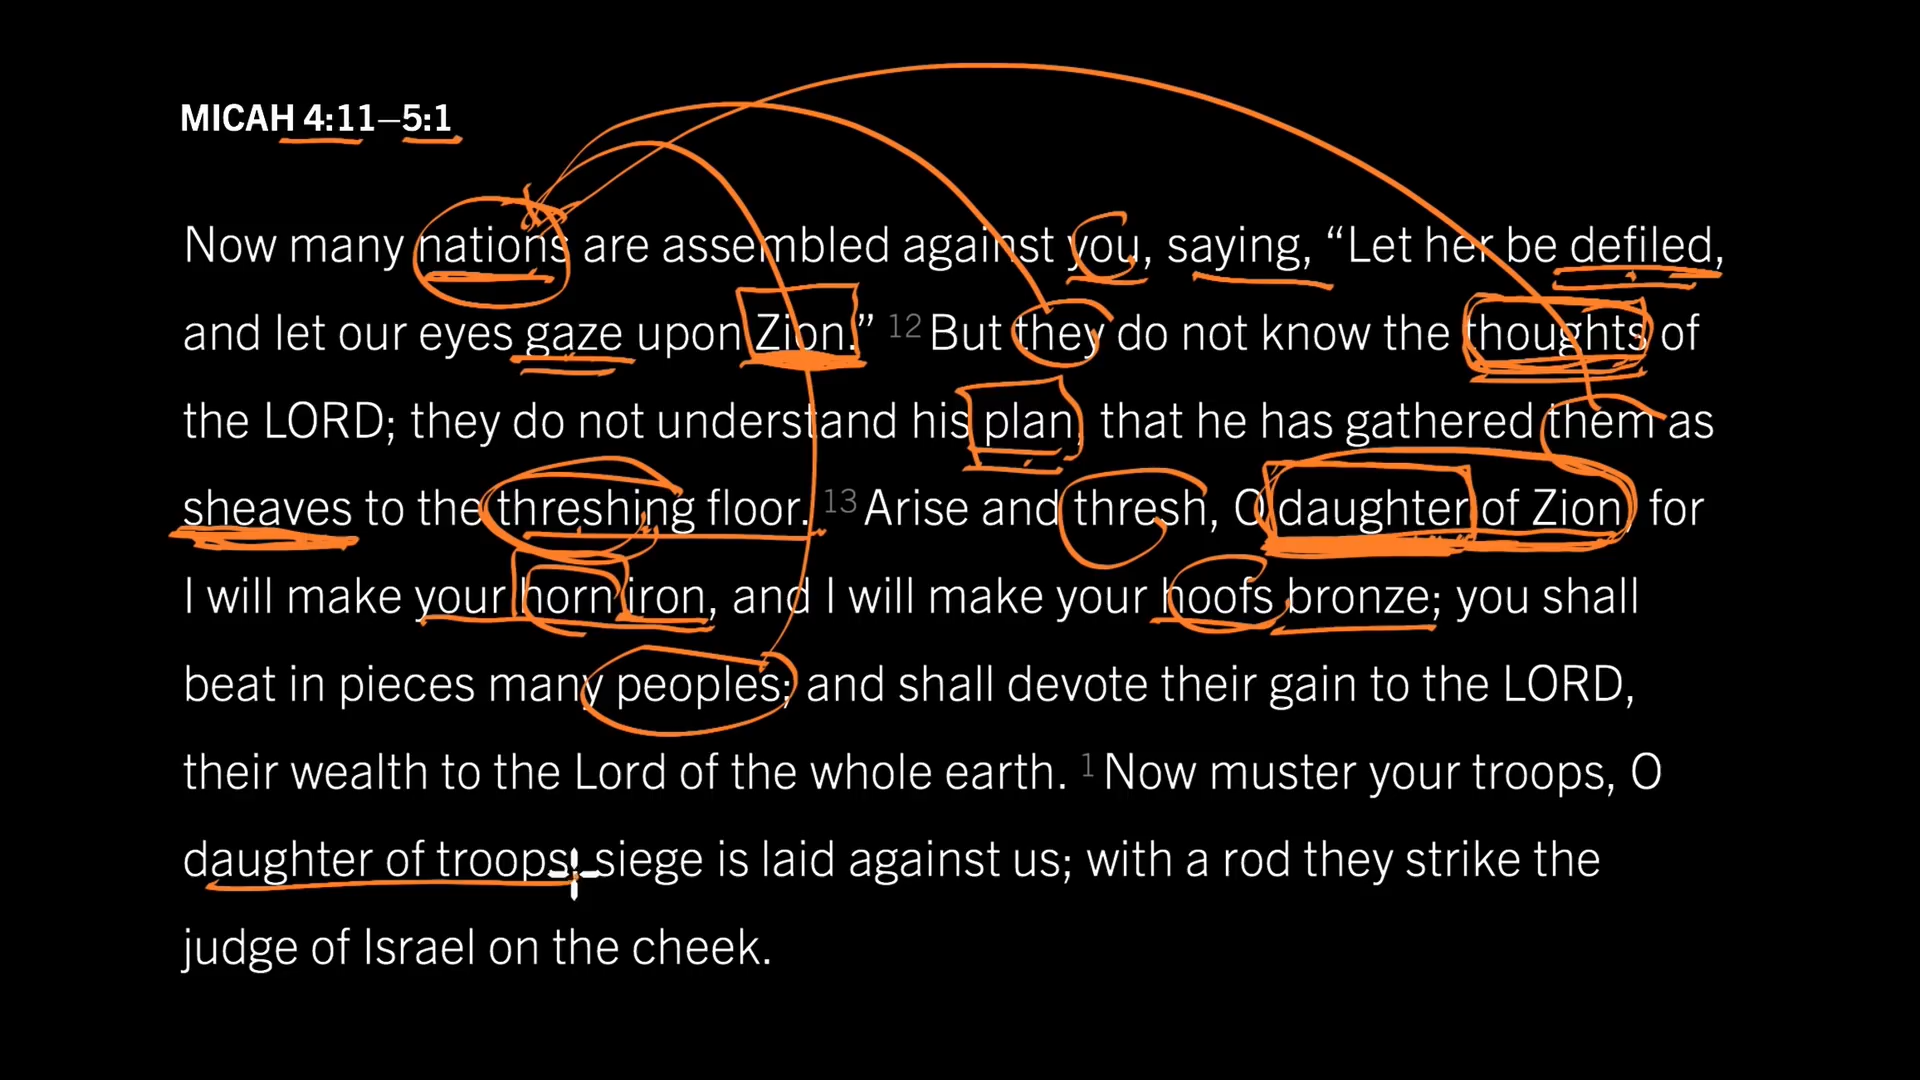 MICAH 4:11–5:1
Now many nations are assembled against you, saying, “Let her be defiled,
and let our eyes gaze upon Zion.” 12 But they do not know the thoughts of
the LORD; they do not understand his plan, that he has gathered them as
sheaves to the threshing floor. 13 Arise and thresh, O daughter of Zion, for
I will make your horn iron, and I will make your hoofs bronze; you shall
beat in pieces many peoples; and shall devote their gain to the LORD,
their wealth to the Lord of the whole earth. 1 Now muster your troops, O
daughter of troops; siege is laid against us; with a rod they strike the
judge of Israel on the cheek.